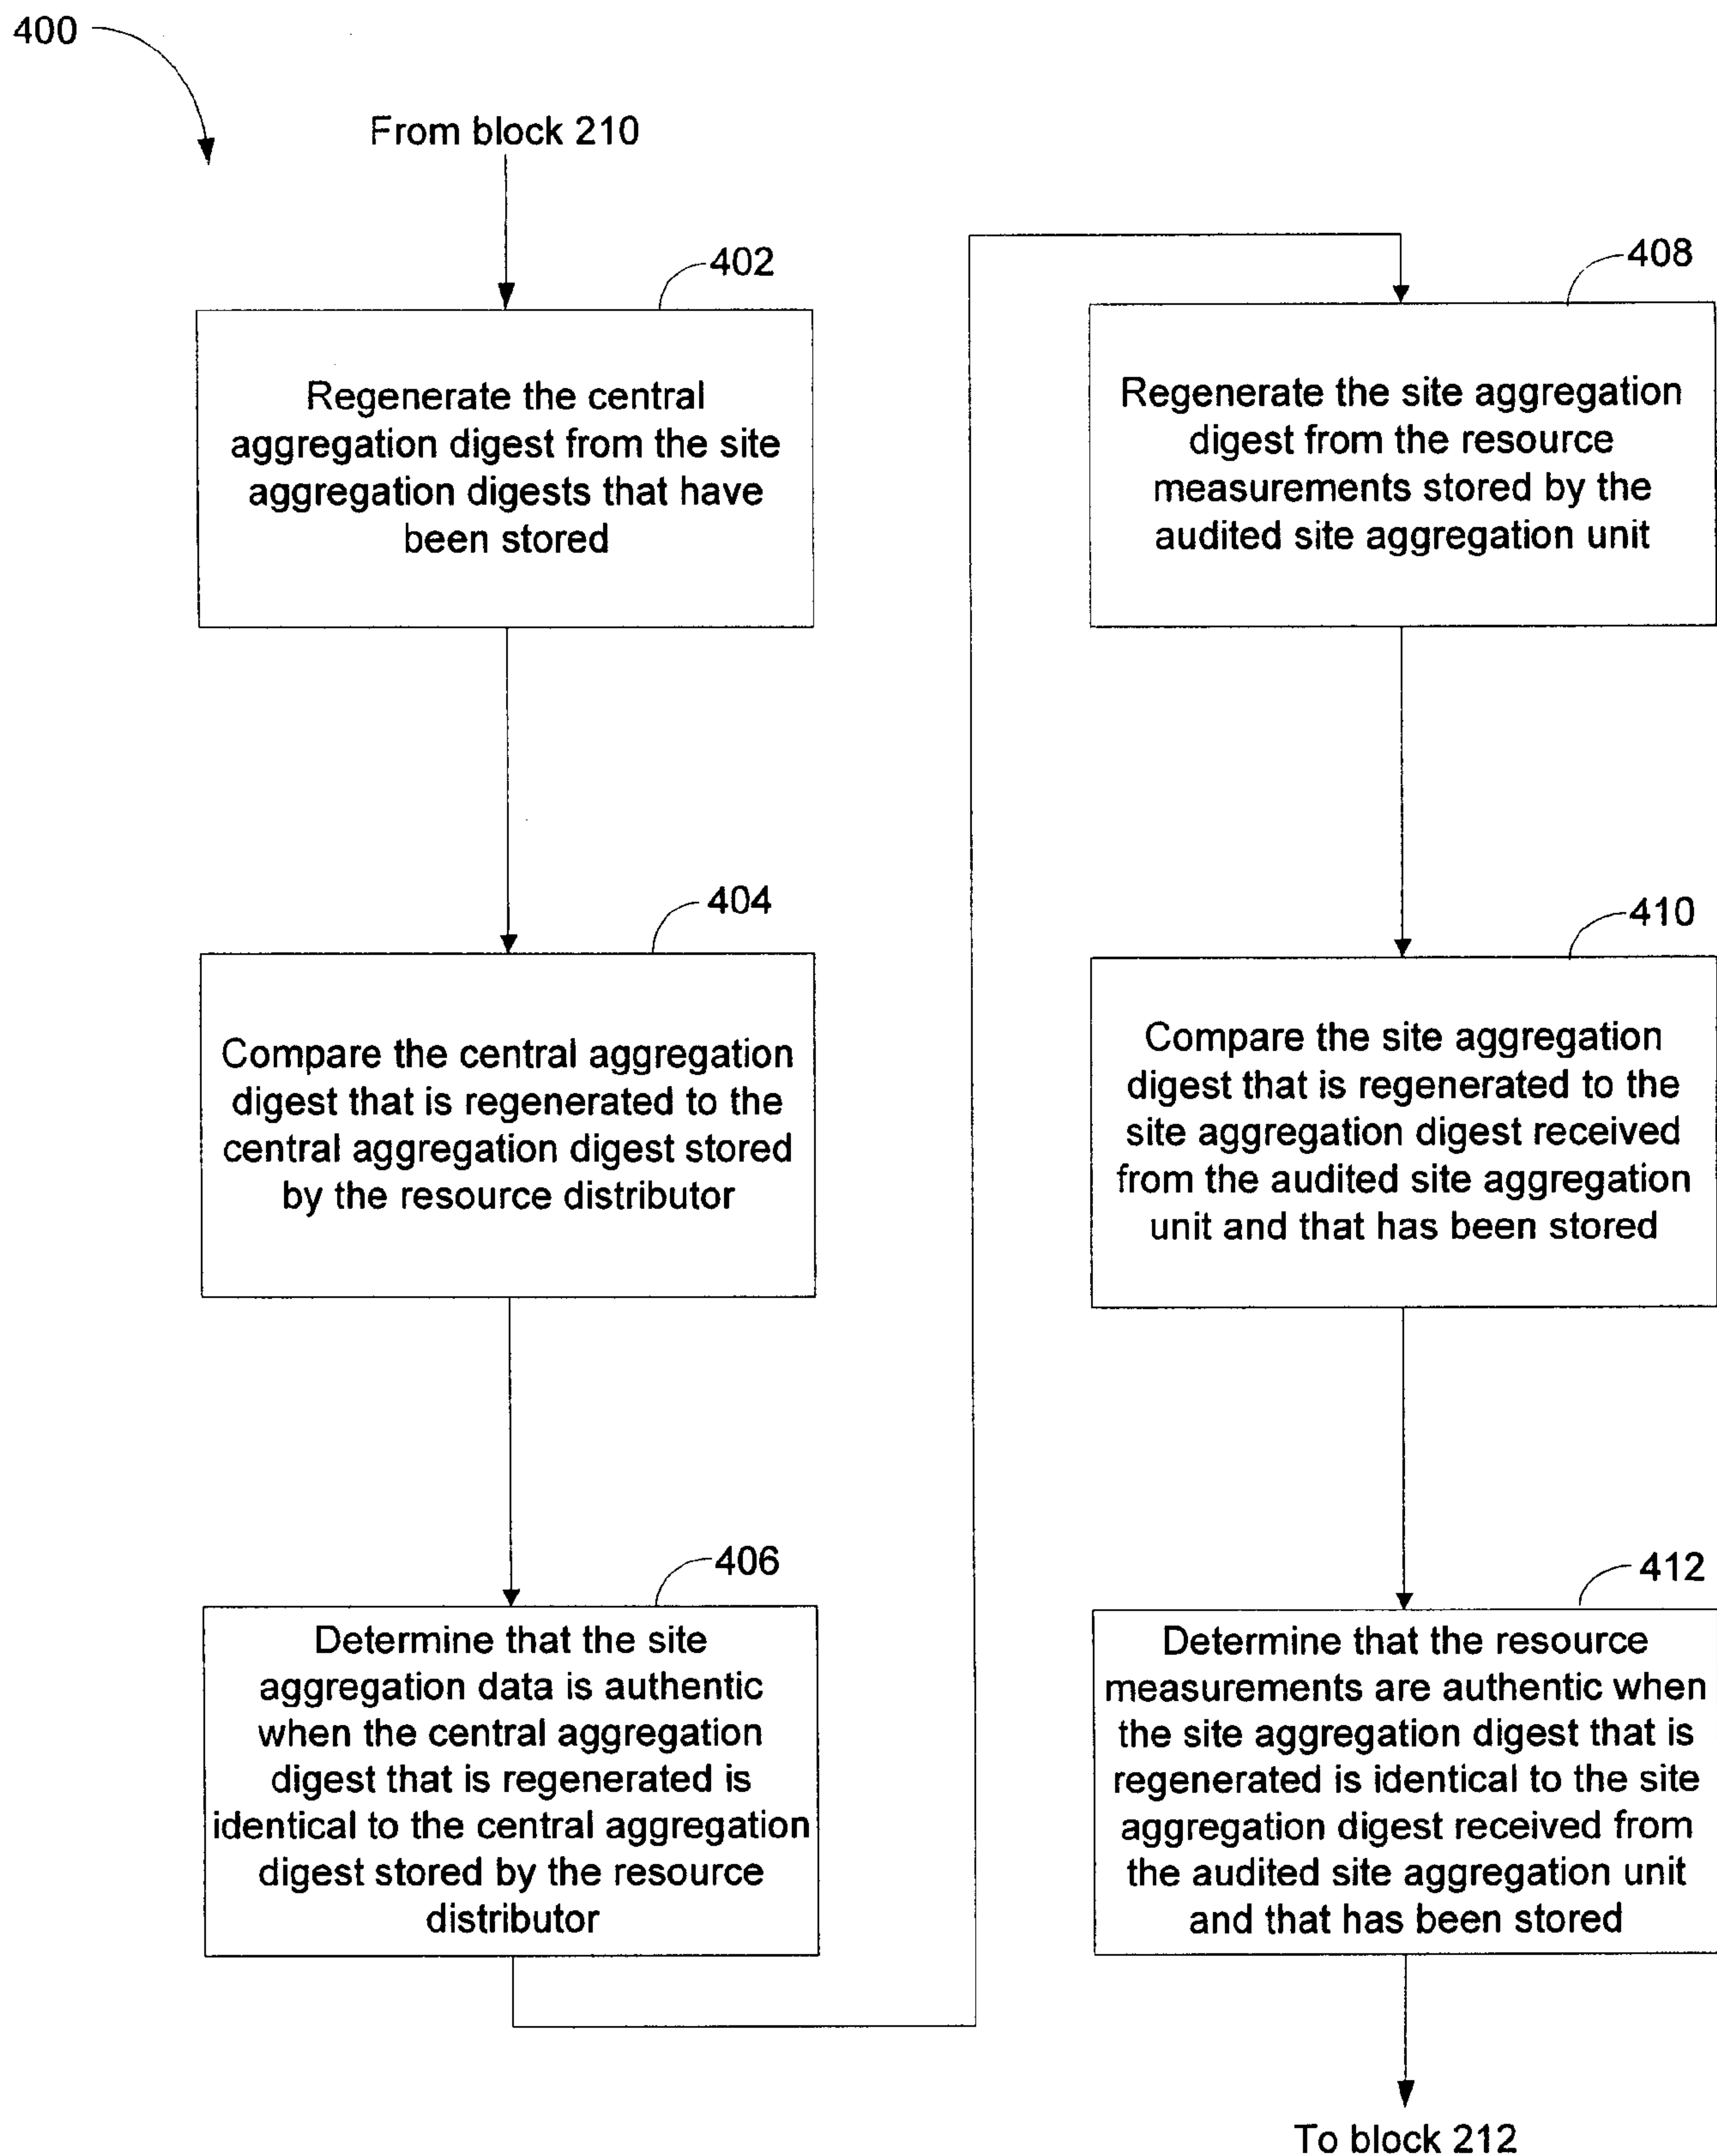 400
From block 210
402
Regenerate the central
aggregation digest from the site
aggregation digests that have
been stored
404
Compare the central aggregation
digest that is regenerated to the
central aggregation digest stored
by the resource distributor
406
Determine that the site
aggregation data is authentic
when the central aggregation
digest that is regenerated is
identical to the central aggregation
digest stored by the resource
distributor
408
Regenerate the site aggregation
digest from the resource
measurements stored by the
audited site aggregation unit
410
Compare the site aggregation
digest that is regenerated to the
site aggregation digest received
from the audited site aggregation
unit and that has been stored
412
Determine that the resource
measurements are authentic when
the site aggregation digest that is
regenerated is identical to the site
aggregation digest received from
the audited site aggregation unit
and that has been stored
To block 212